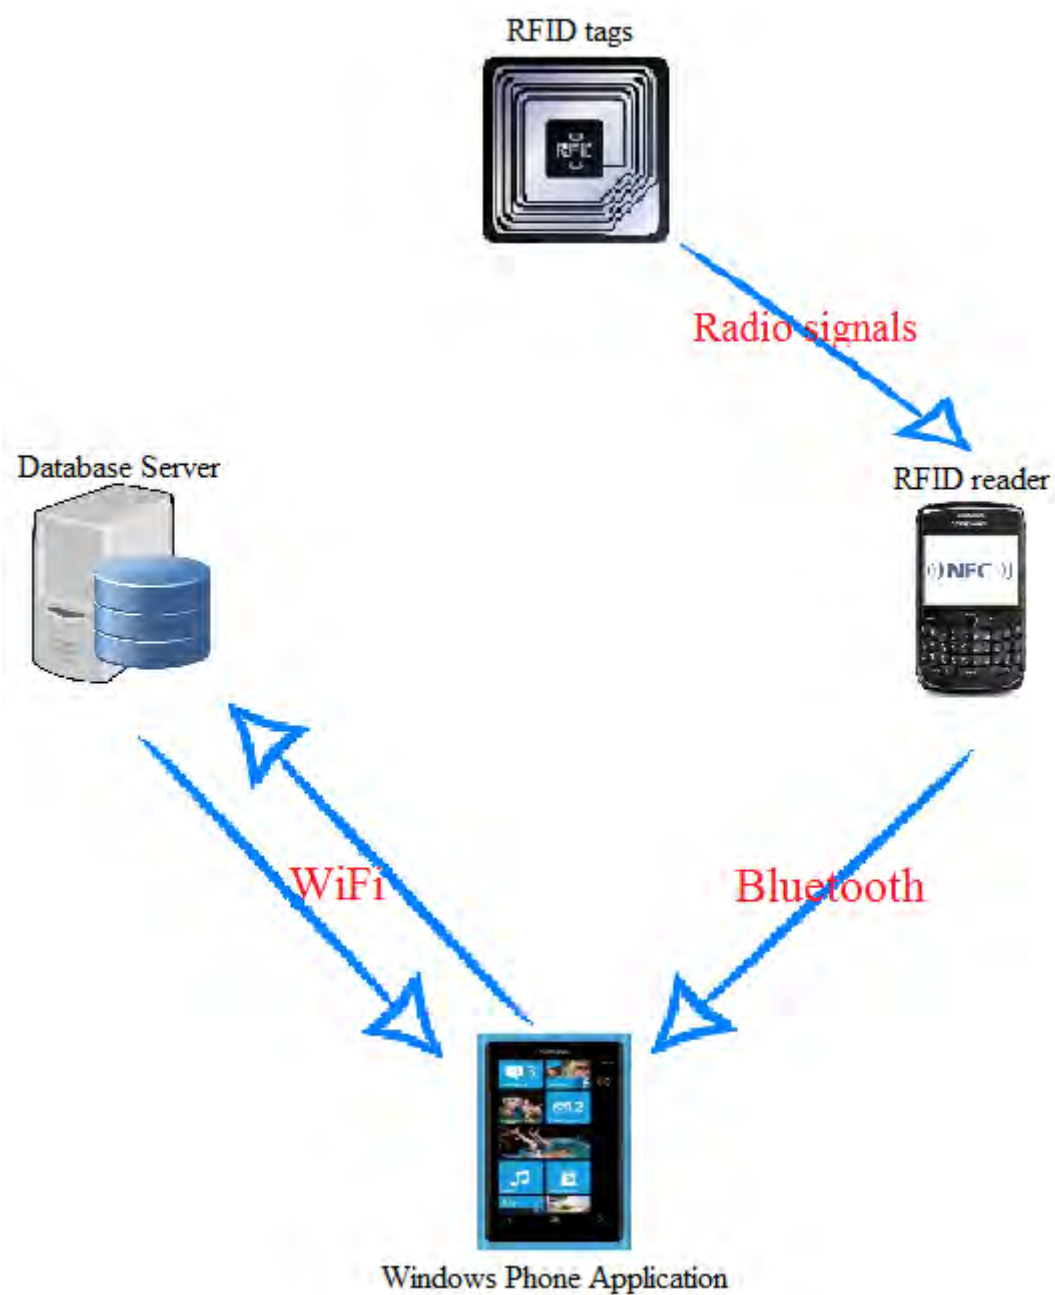 RFID tags
RFID
Radio signals
Database Server
RFID reader
NFC
WiFi
Bluetooth
Windows Phone Application